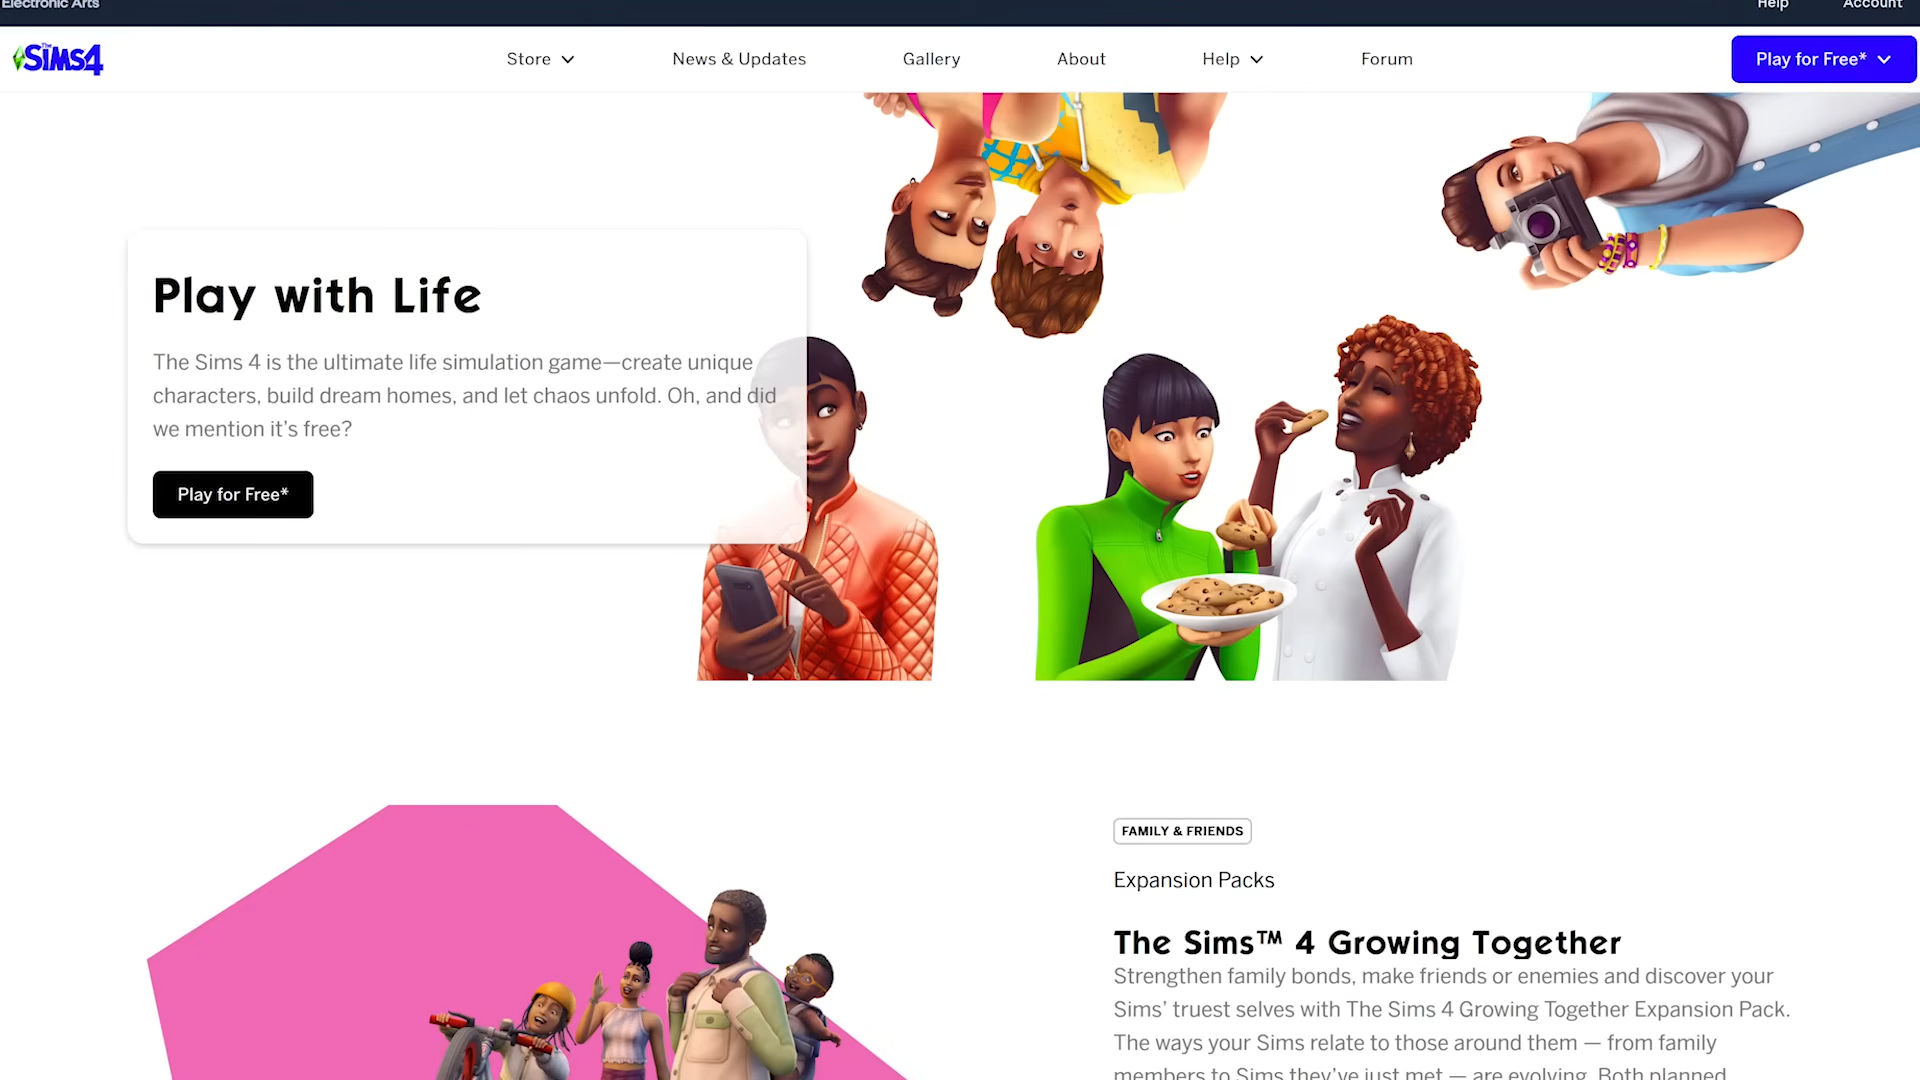 Electronic Arts
Help
Account
The Sims 4
Store
News & Updates
Gallery
About
Help
Forum
Play for Free*
Play with Life
The Sims 4 is the ultimate life simulation game—create unique
characters, build dream homes, and let chaos unfold. Oh, and did
we mention it's free?
Play for Free*
FAMILY & FRIENDS
Expansion Packs
The Sims™ 4 Growing Together
Strengthen family bonds, make friends or enemies and discover your
Sims' truest selves with The Sims 4 Growing Together Expansion Pack.
The ways your Sims relate to those around them — from family
members to Sims they've just met — are evolving. Both planned